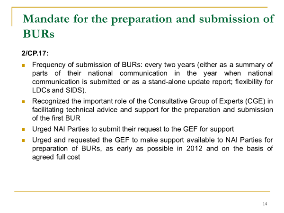 Mandate for the preparation and submission of
BURs
2/CP.17:
Frequency of submission of BURs: every two years (either as a summary of
parts of their national communication in the year when national
communication is submitted or as a stand-alone update report; flexibility for
LDCs and SIDS).
Recognized the important role of the Consultative Group of Experts (CGE) in
facilitating technical advice and support for the preparation and submission
of the first BUR
Urged NAI Parties to submit their request to the GEF for support
Urged and requested the GEF to make support available to NAI Parties for
preparation of BURs, as early as possible in 2012 and on the basis of
agreed full cost
14